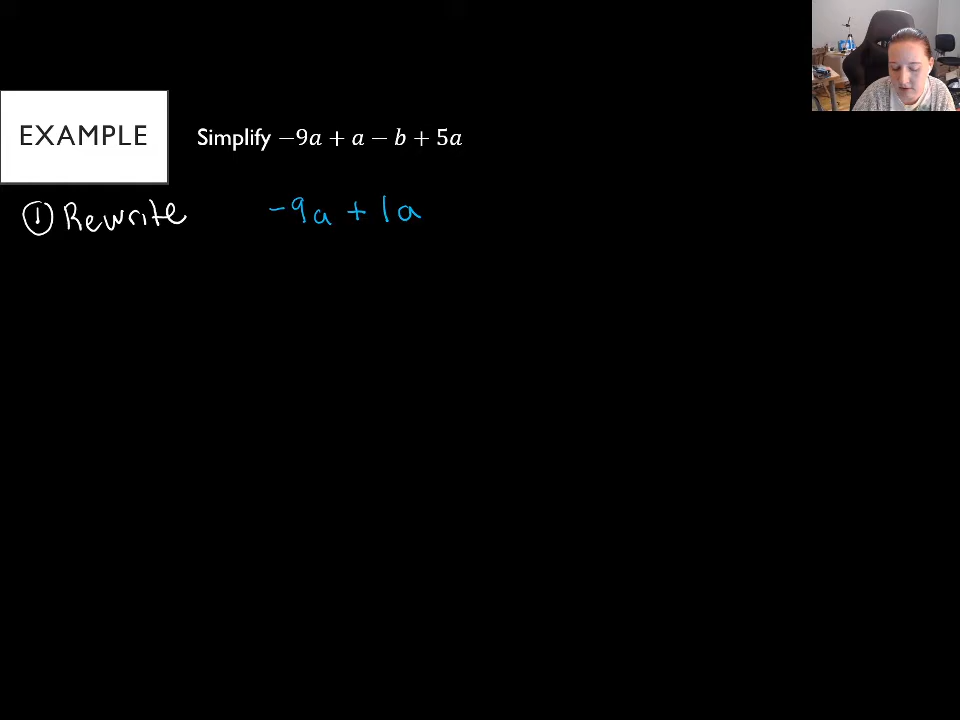 EXAMPLE
Simplify −9a + a − b + 5a
① Rewrite -9a + 1a